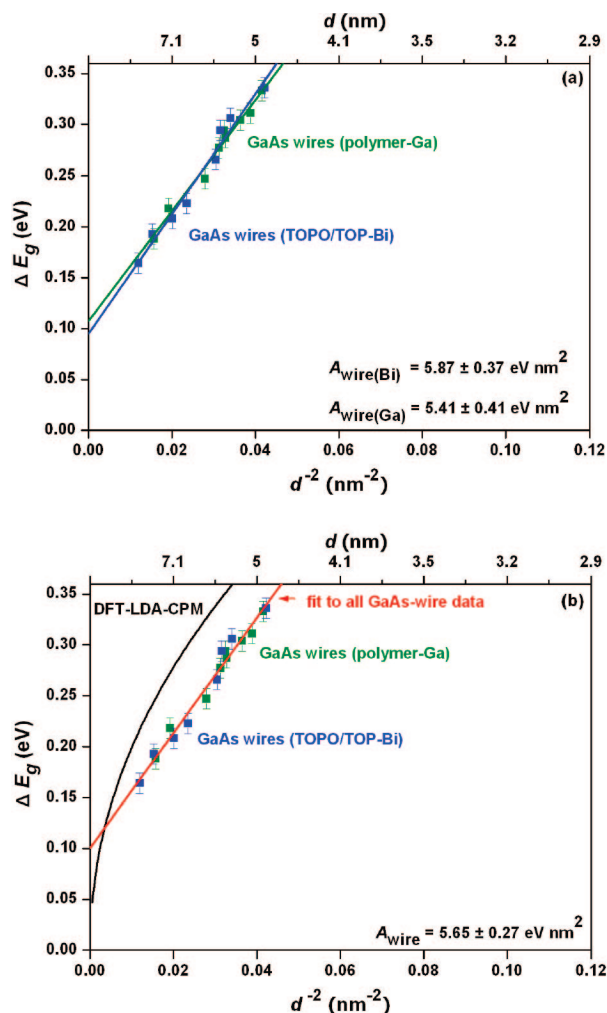 d (nm)
7.1 5 4.1 3.5 3.2 2.9
(a)
0.35
0.30
0.25
0.20
0.15
0.10
0.05
0.00
Δ Eg (eV)
GaAs wires (polymer-Ga)
GaAs wires (TOPO/TOP-Bi)
Awire(Bi) = 5.87 ± 0.37 eV nm²
Awire(Ga) = 5.41 ± 0.41 eV nm²
0.00 0.02 0.04 0.06 0.08 0.10 0.12
d⁻² (nm⁻²)
d (nm)
7.1 5 4.1 3.5 3.2 2.9
(b)
0.35
0.30
0.25
0.20
0.15
0.10
0.05
0.00
Δ Eg (eV)
DFT-LDA-CPM
fit to all GaAs-wire data
GaAs wires (polymer-Ga)
GaAs wires (TOPO/TOP-Bi)
Awire = 5.65 ± 0.27 eV nm²
0.00 0.02 0.04 0.06 0.08 0.10 0.12
d⁻² (nm⁻²)